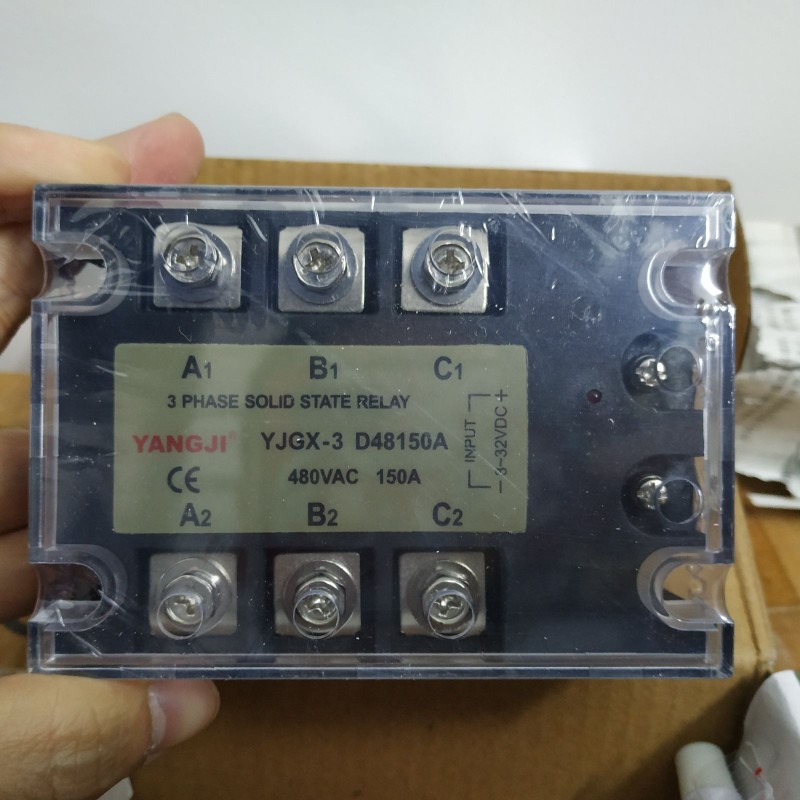 A1 B1 C1
3 PHASE SOLID STATE RELAY
YANGJI® YJGX-3 D48150A
CE 480VAC 150A
A2 B2 C2
INPUT
− 3~32VDC +